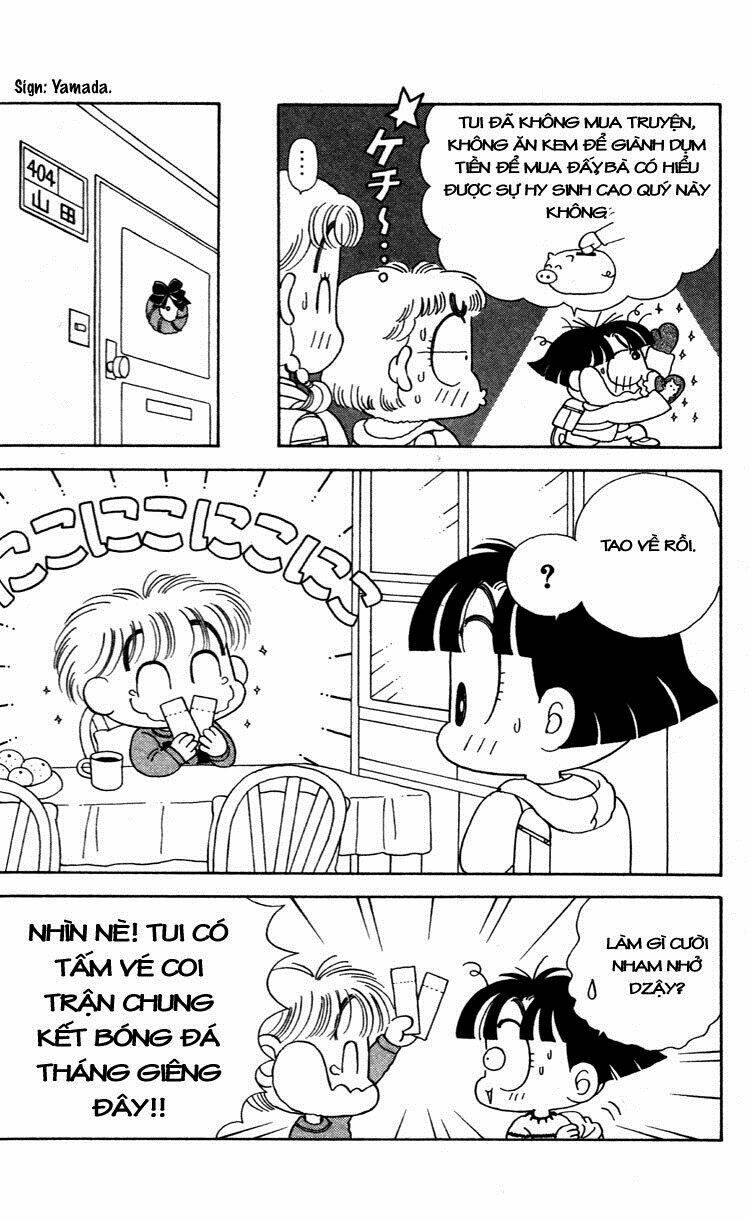 Sign: Yamada.
TUI ĐÃ KHÔNG MUA TRUYỆN,
KHÔNG ĂN KEM ĐỂ GIÀNH DỤM
TIỀN ĐỂ MUA ĐẤY, BÀ CÓ HIỂU
ĐƯỢC SỰ HY SINH CAO QUÝ NÀY
KHÔNG
ケチ〜…
…
404
山田
TAO VỀ RỒI.
?
にこにこにこにこにこ
LÀM GÌ CƯỜI
NHAM NHỞ
DZẬY?
NHÌN NÈ! TUI CÓ
TẤM VÉ COI
TRẬN CHUNG
KẾT BÓNG ĐÁ
THÁNG GIÊNG
ĐÂY!!